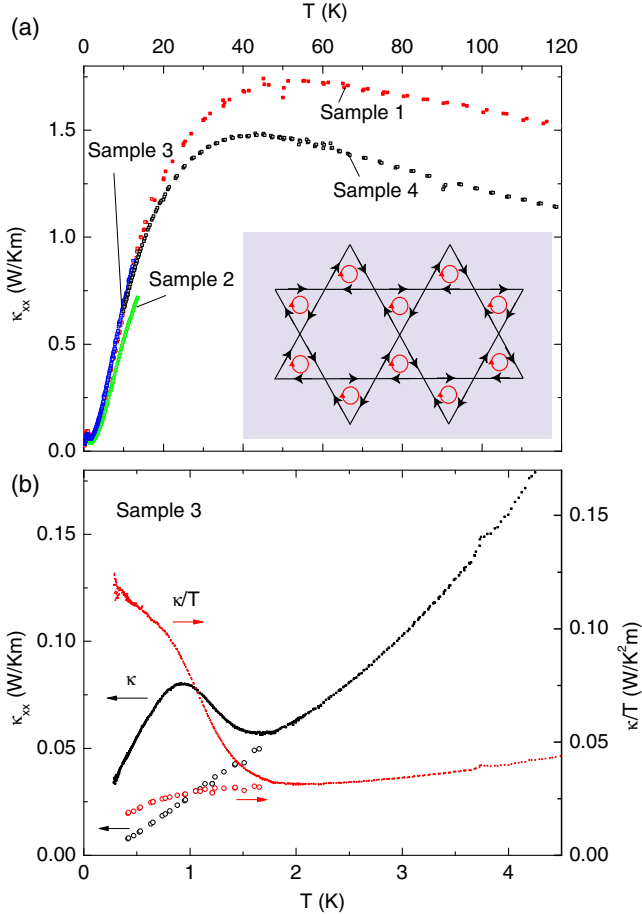 T (K)
0 20 40 60 80 100 120
(a)
1.5
1.0
0.5
0.0
κxx (W/Km)
Sample 1
Sample 3
Sample 4
Sample 2
(b)
Sample 3
0.15
0.10
0.05
0.00
κxx (W/Km)
κ/T
κ
0.15
0.10
0.05
0.00
κ/T (W/K²m)
0 1 2 3 4
T (K)